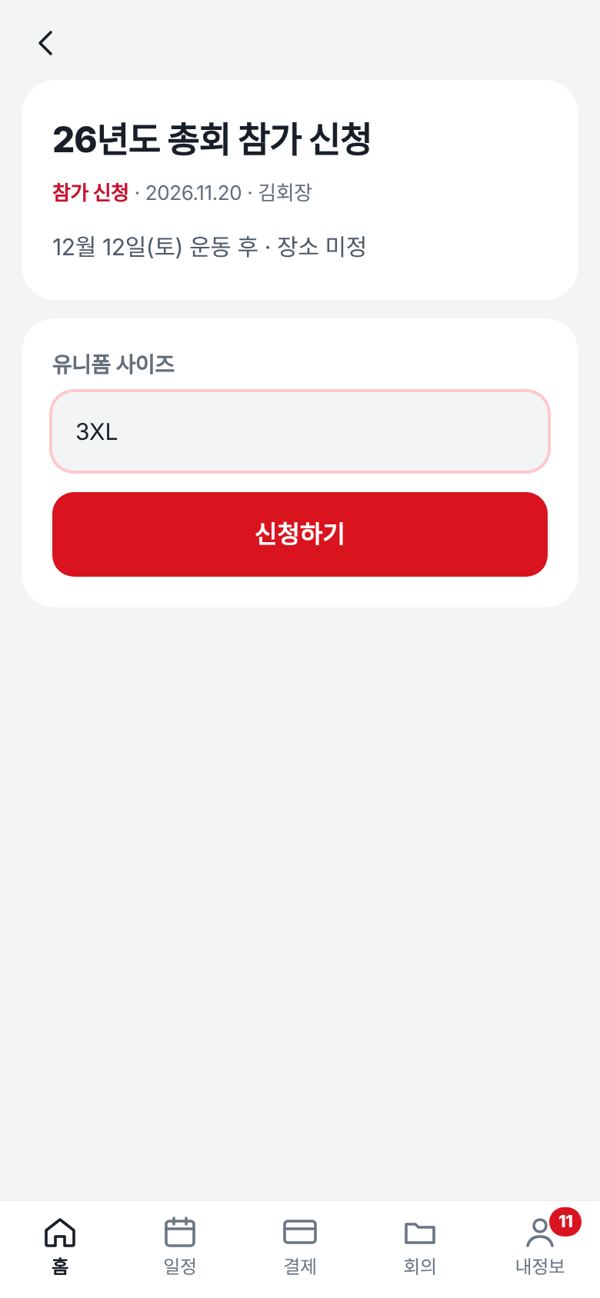 26년도 총회 참가 신청
참가 신청 · 2026.11.20 · 김회장
12월 12일(토) 운동 후 · 장소 미정
유니폼 사이즈
3XL
신청하기
11
홈 일정 결제 회의 내정보